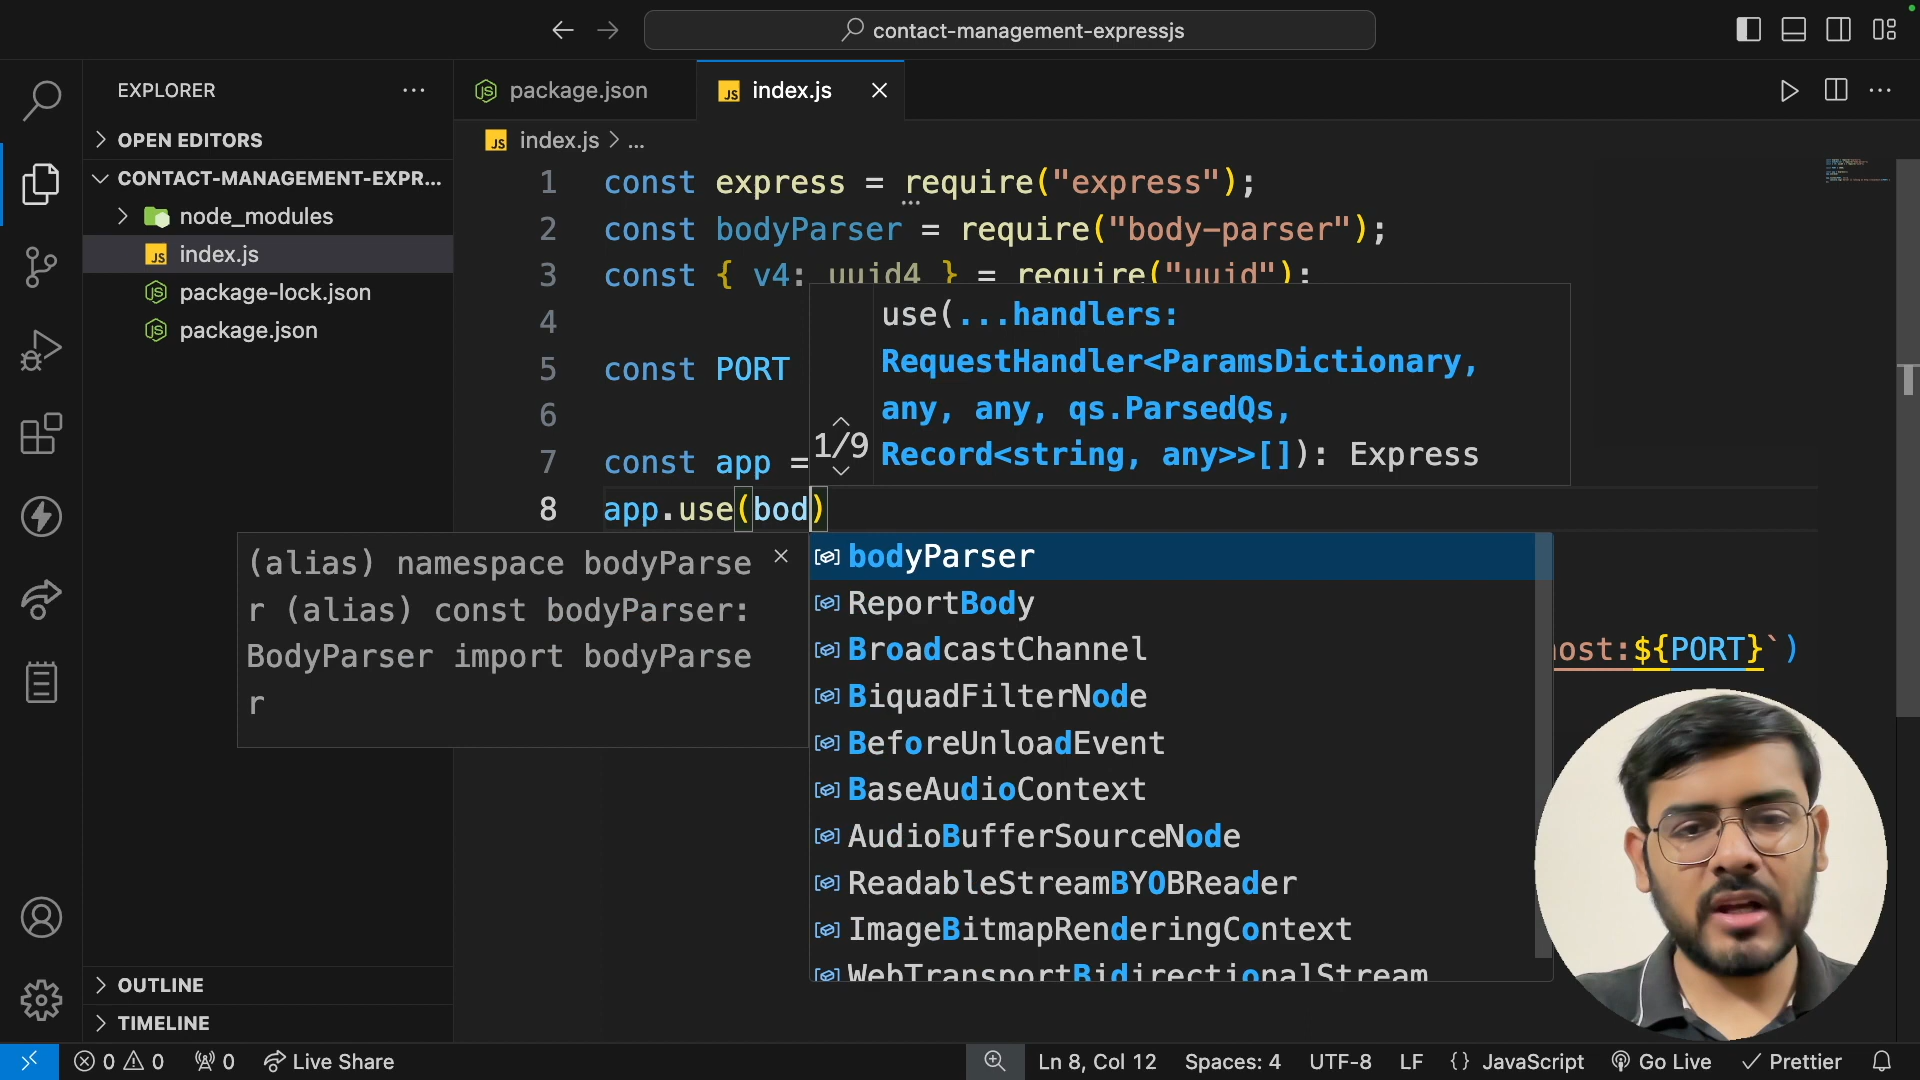 contact-management-expressjs
EXPLORER
package.json
index.js
OPEN EDITORS
index.js > ...
CONTACT-MANAGEMENT-EXPR...
node_modules
index.js
package-lock.json
package.json
1 const express = require("express");
2 const bodyParser = require("body-parser");
3 const { v4: uuid4 } = require("uuid");
4
5 const PORT
6
7 const app =
8 app.use(bod)
1/9
use(...handlers:
RequestHandler<ParamsDictionary,
any, any, qs.ParsedQs,
Record<string, any>>[]): Express
(alias) namespace bodyParse
r (alias) const bodyParser:
BodyParser import bodyParse
r
bodyParser
ReportBody
BroadcastChannel
BiquadFilterNode
BeforeUnloadEvent
BaseAudioContext
AudioBufferSourceNode
ReadableStreamBYOBReader
ImageBitmapRenderingContext
WebTransportBidirectionalStream
ost:${PORT}`)
OUTLINE
TIMELINE
0 0 0 Live Share
Ln 8, Col 12 Spaces: 4 UTF-8 LF {} JavaScript Go Live Prettier